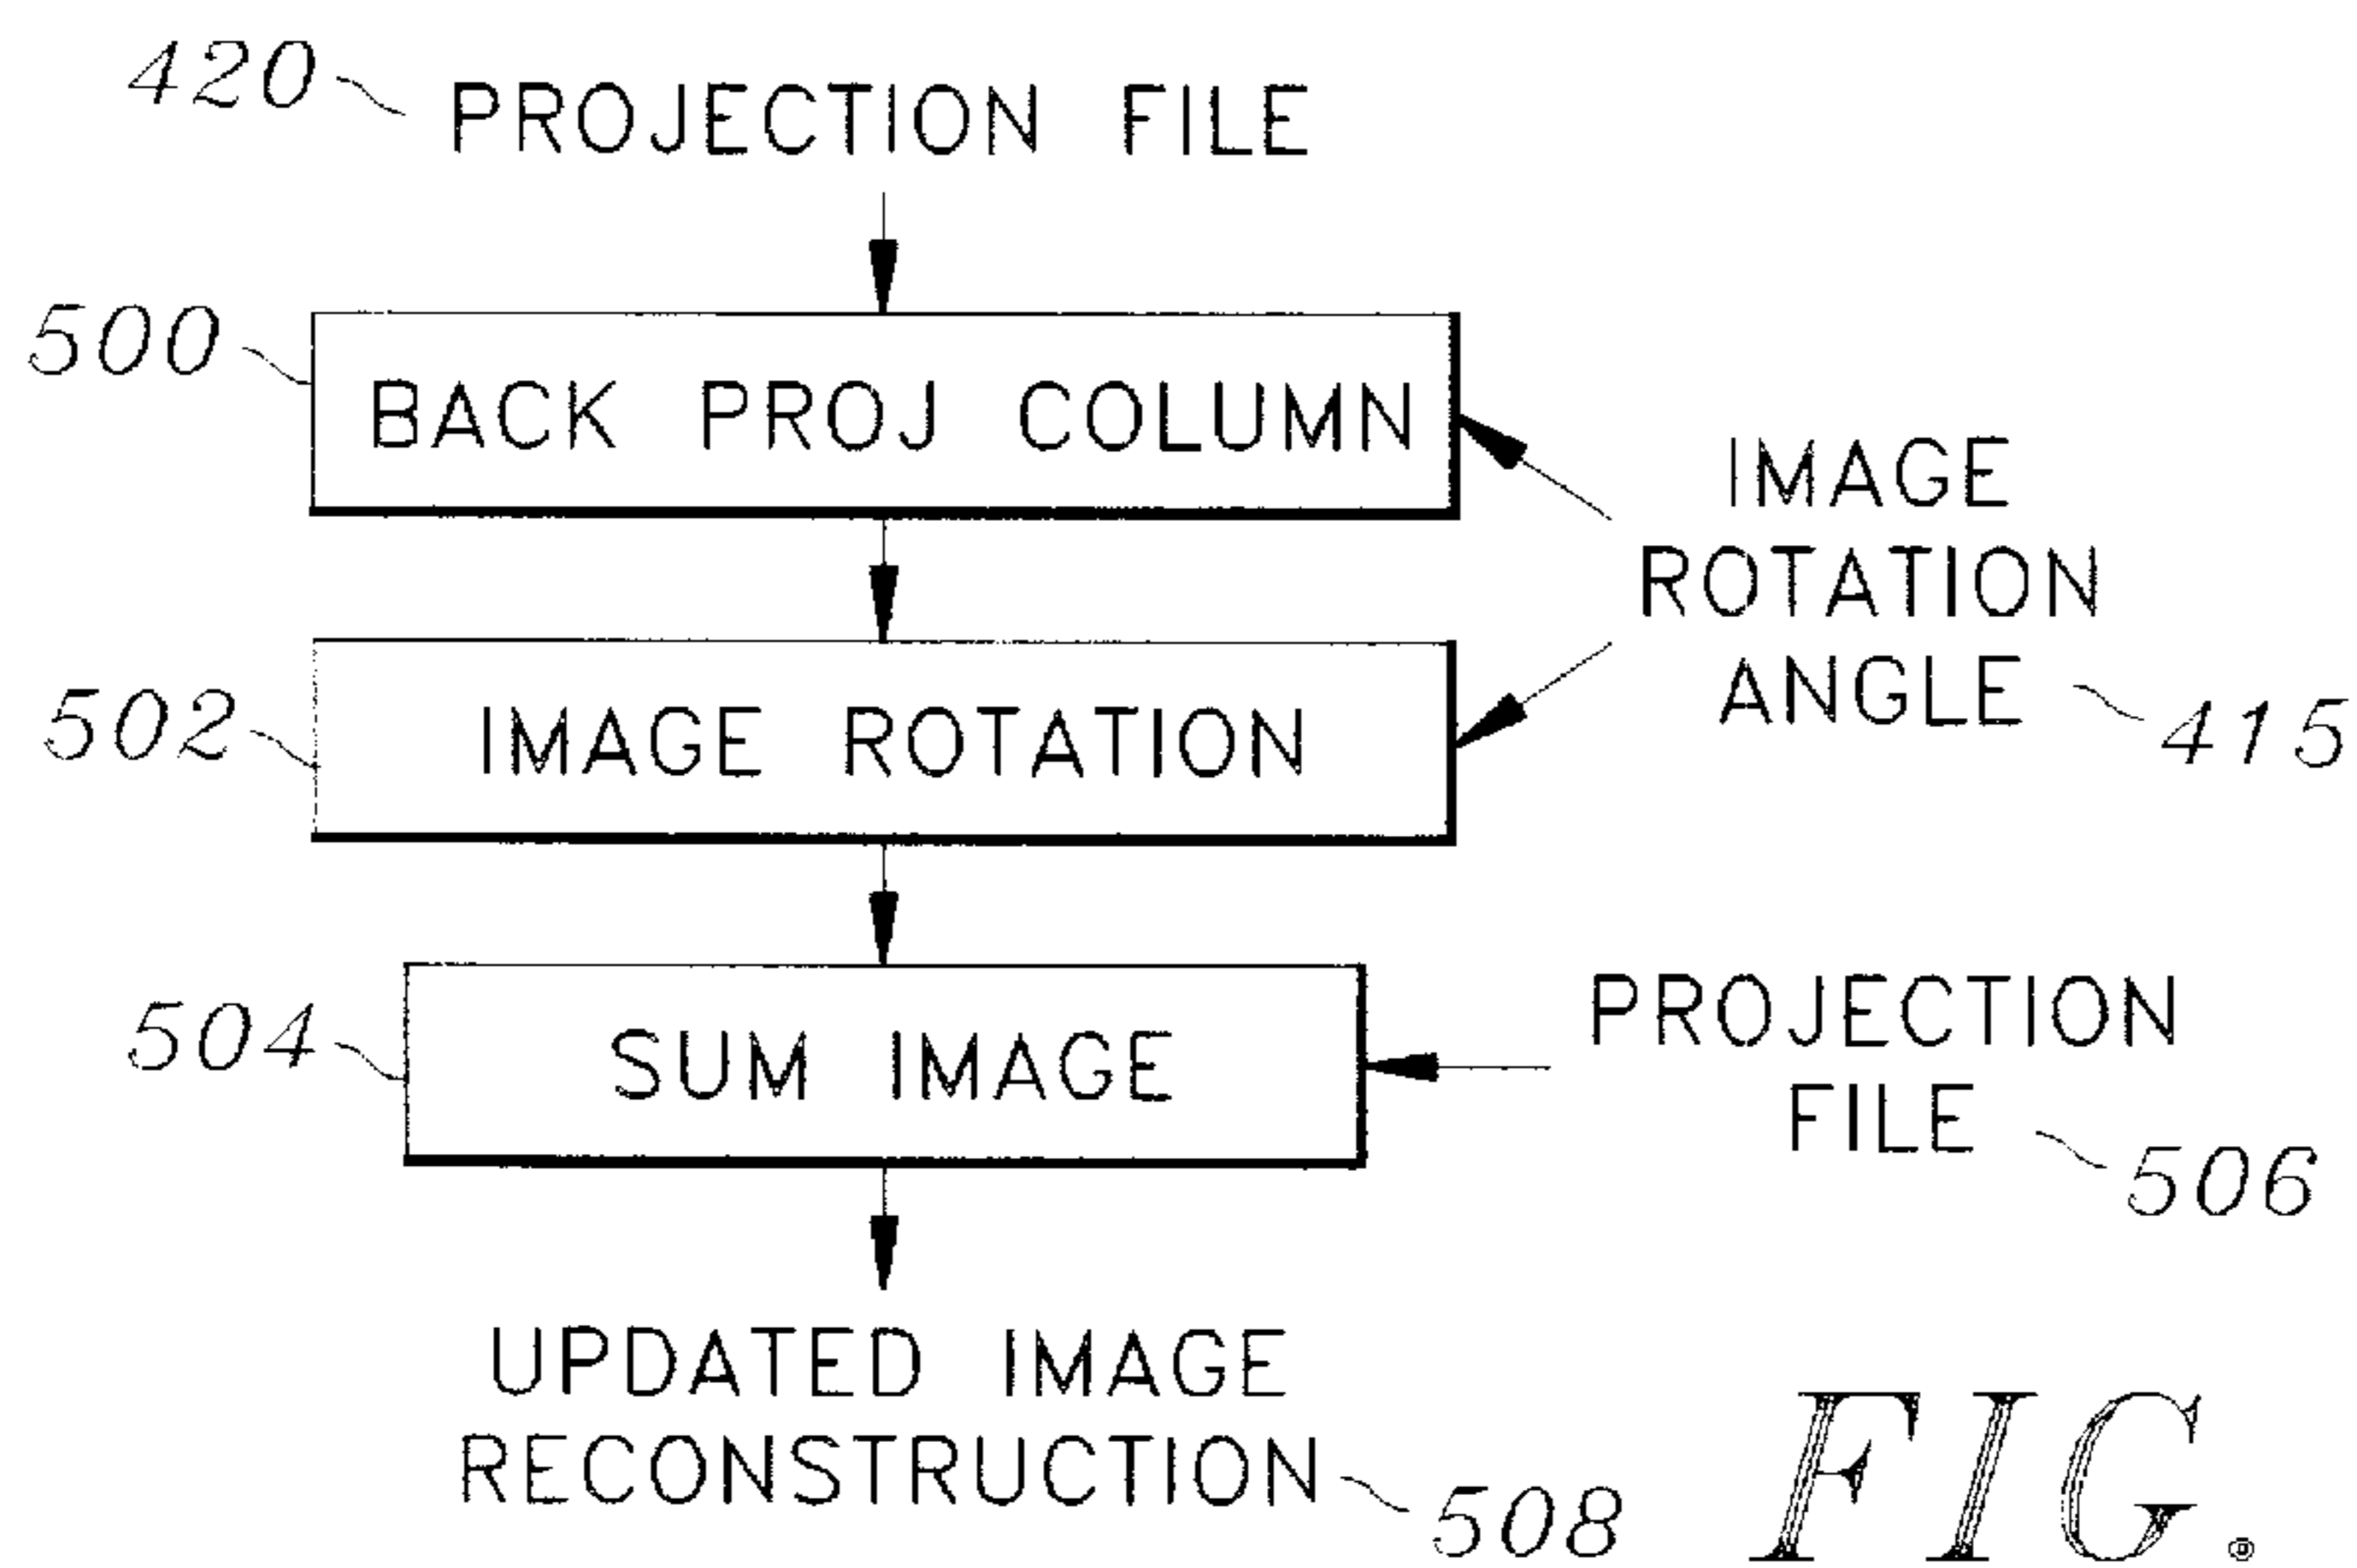 420 PROJECTION FILE
500 BACK PROJ COLUMN
IMAGE
ROTATION
ANGLE 415
502 IMAGE ROTATION
504 SUM IMAGE
PROJECTION
FILE 506
UPDATED IMAGE
RECONSTRUCTION 508
FIG.